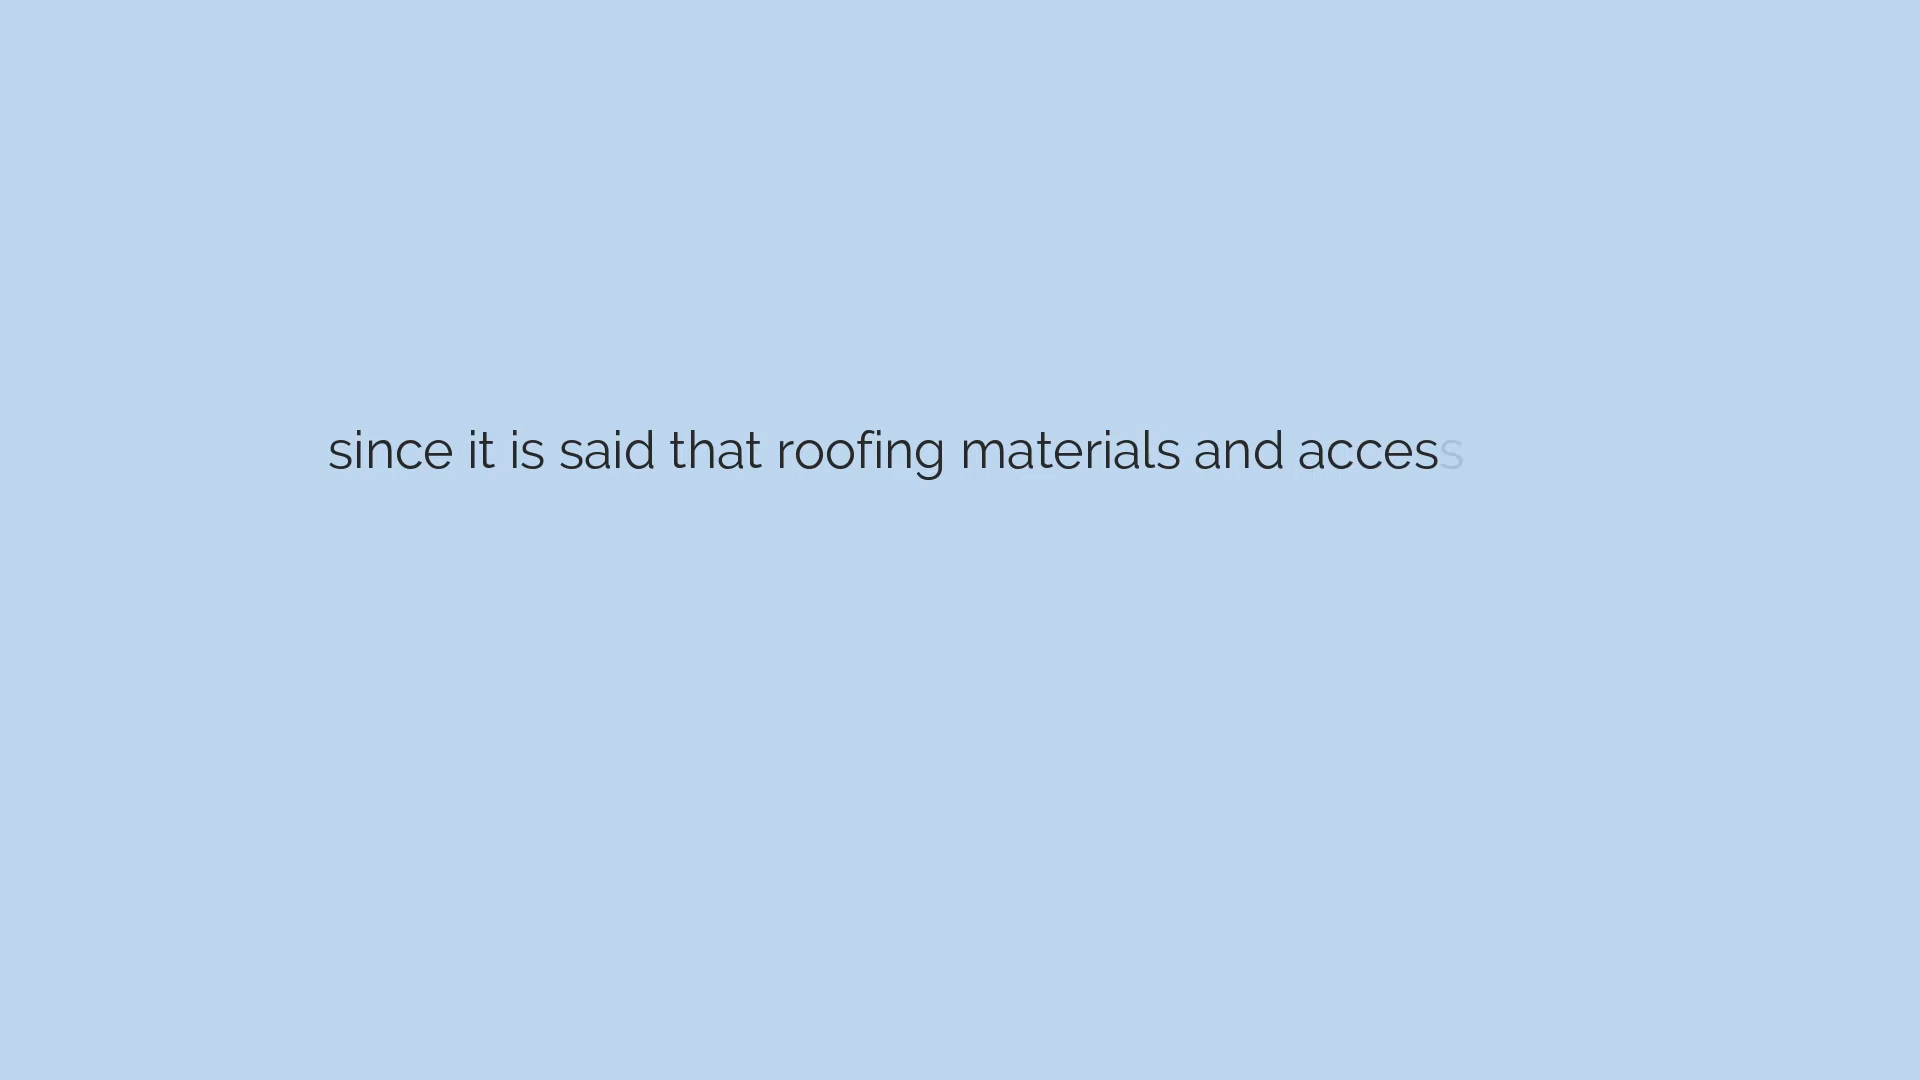 since it is said that roofing materials and access